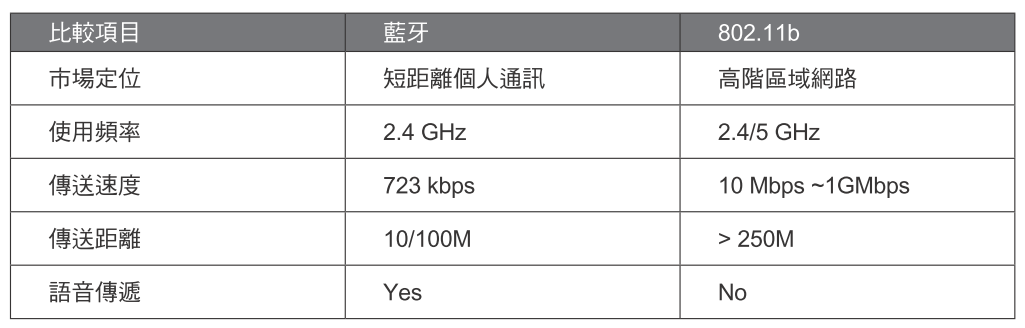 比較項目 藍牙 802.11b
市場定位 短距離個人通訊 高階區域網路
使用頻率 2.4 GHz 2.4/5 GHz
傳送速度 723 kbps 10 Mbps ~1GMbps
傳送距離 10/100M > 250M
語音傳遞 Yes No